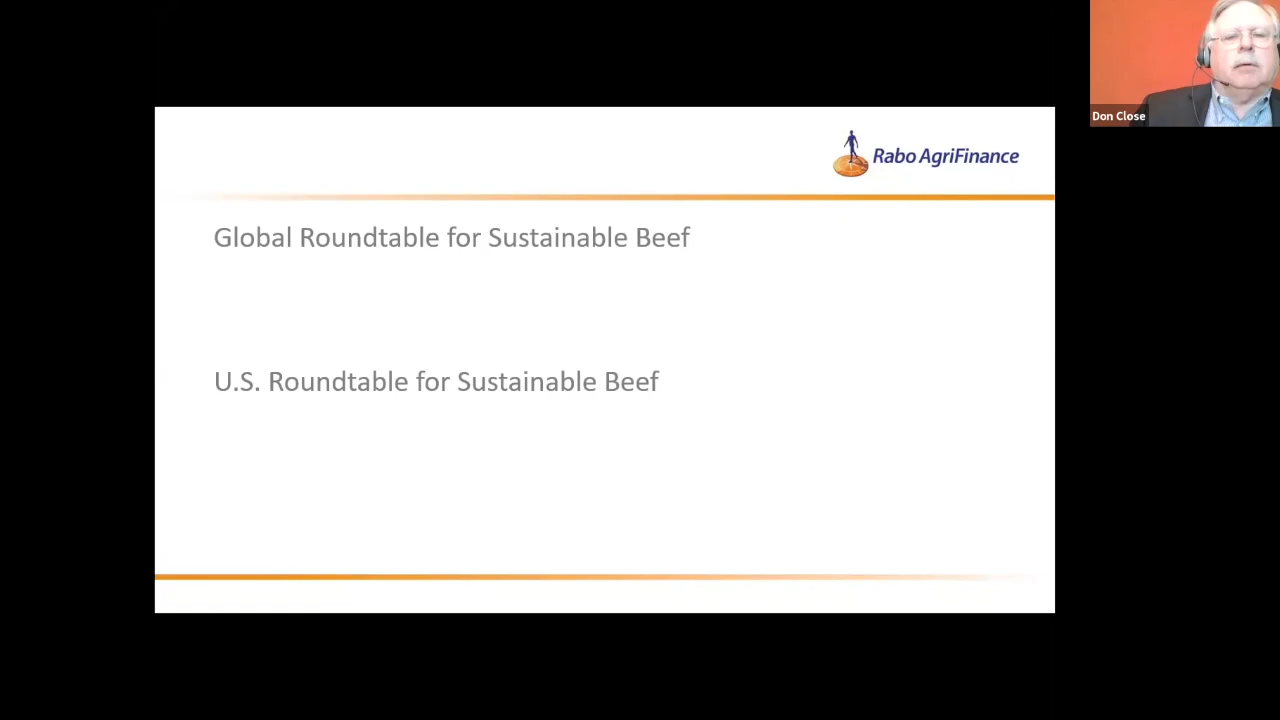 Don Close
Rabo AgriFinance
Global Roundtable for Sustainable Beef
U.S. Roundtable for Sustainable Beef